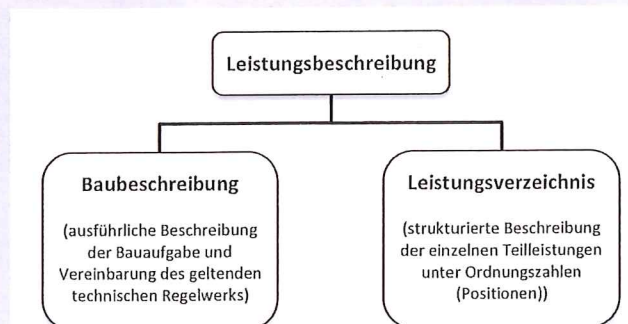 Leistungsbeschreibung
Baubeschreibung
(ausführliche Beschreibung
der Bauaufgabe und
Vereinbarung des geltenden
technischen Regelwerks)
Leistungsverzeichnis
(strukturierte Beschreibung
der einzelnen Teilleistungen
unter Ordnungszahlen
(Positionen))